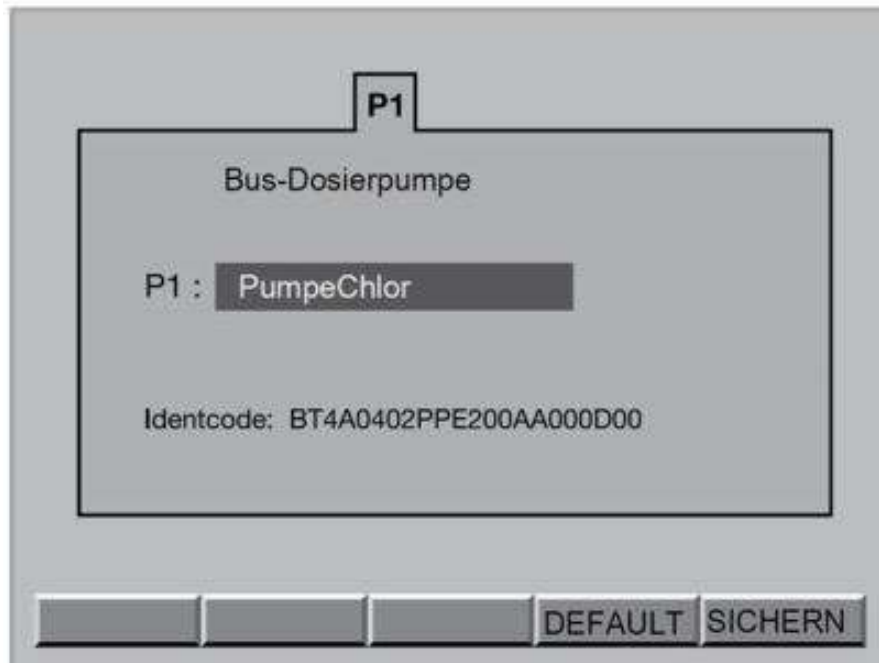 P1
Bus-Dosierpumpe
P1 : PumpeChlor
Identcode: BT4A0402PPE200AA000D00
DEFAULT SICHERN